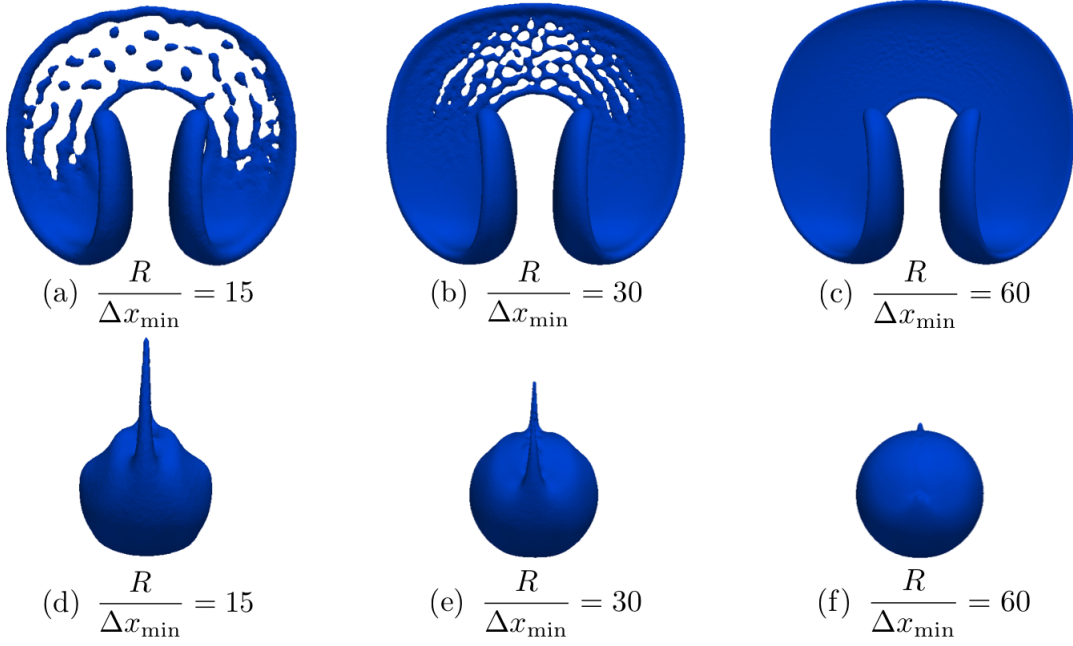 (a) R/Δx_min = 15
(b) R/Δx_min = 30
(c) R/Δx_min = 60
(d) R/Δx_min = 15
(e) R/Δx_min = 30
(f) R/Δx_min = 60